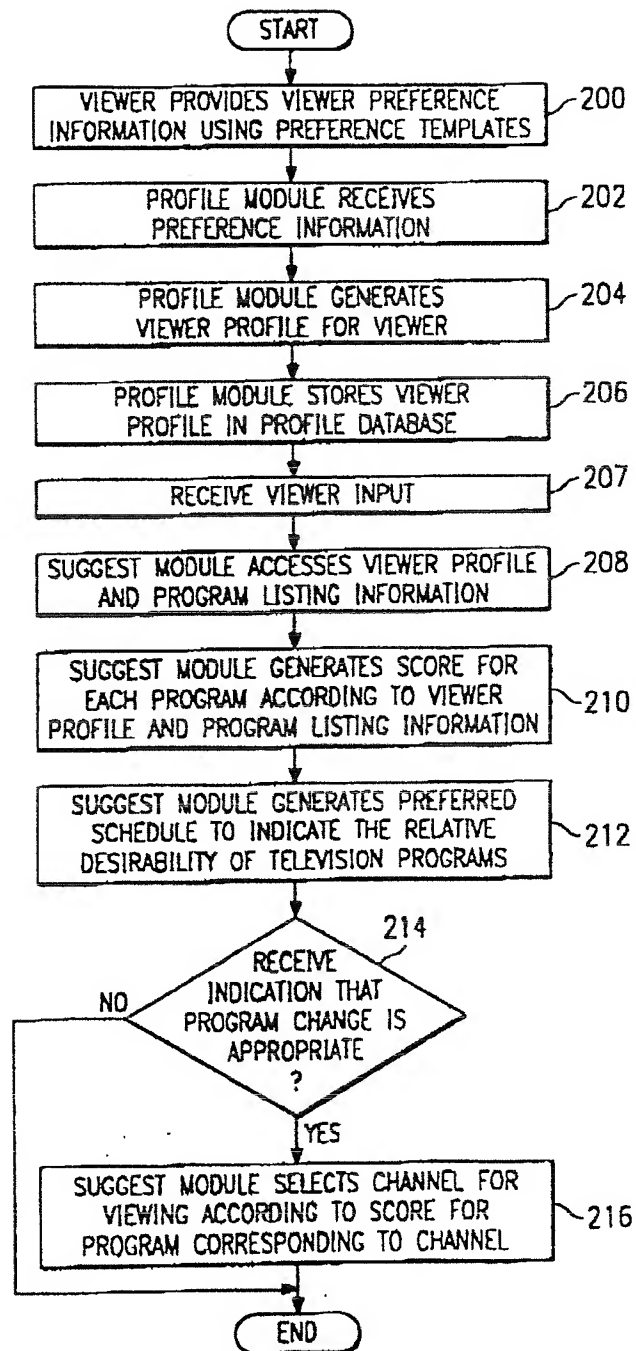 START
VIEWER PROVIDES VIEWER PREFERENCE
INFORMATION USING PREFERENCE TEMPLATES
200
PROFILE MODULE RECEIVES
PREFERENCE INFORMATION
202
PROFILE MODULE GENERATES
VIEWER PROFILE FOR VIEWER
204
PROFILE MODULE STORES VIEWER
PROFILE IN PROFILE DATABASE
206
RECEIVE VIEWER INPUT
207
SUGGEST MODULE ACCESSES VIEWER PROFILE
AND PROGRAM LISTING INFORMATION
208
SUGGEST MODULE GENERATES SCORE FOR
EACH PROGRAM ACCORDING TO VIEWER
PROFILE AND PROGRAM LISTING INFORMATION
210
SUGGEST MODULE GENERATES PREFERRED
SCHEDULE TO INDICATE THE RELATIVE
DESIRABILITY OF TELEVISION PROGRAMS
212
214
RECEIVE
INDICATION THAT
PROGRAM CHANGE IS
APPROPRIATE
?
NO
YES
SUGGEST MODULE SELECTS CHANNEL FOR
VIEWING ACCORDING TO SCORE FOR
PROGRAM CORRESPONDING TO CHANNEL
216
END